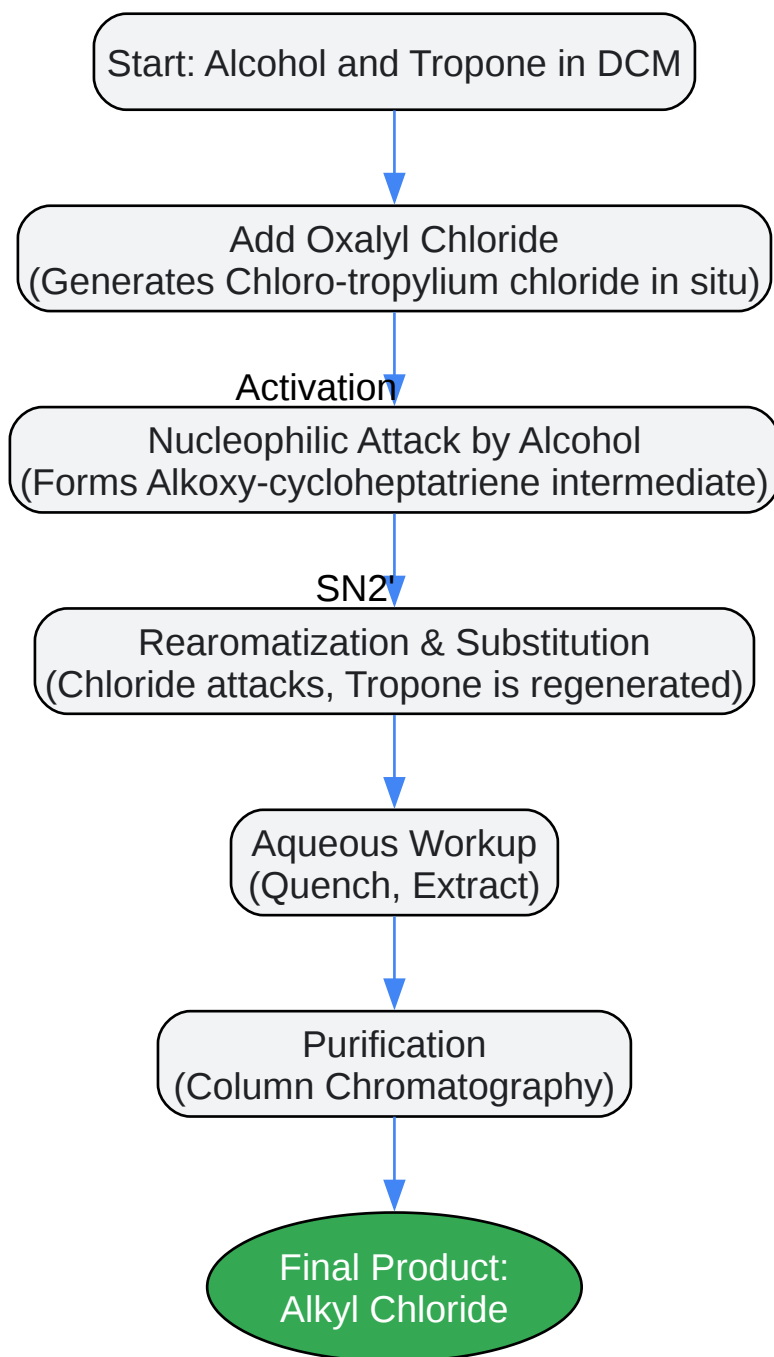 Start: Alcohol and Tropone in DCM
Add Oxalyl Chloride
(Generates Chloro-tropylium chloride in situ)
Activation
Nucleophilic Attack by Alcohol
(Forms Alkoxy-cycloheptatriene intermediate)
SN2'
Rearomatization & Substitution
(Chloride attacks, Tropone is regenerated)
Aqueous Workup
(Quench, Extract)
Purification
(Column Chromatography)
Final Product:
Alkyl Chloride